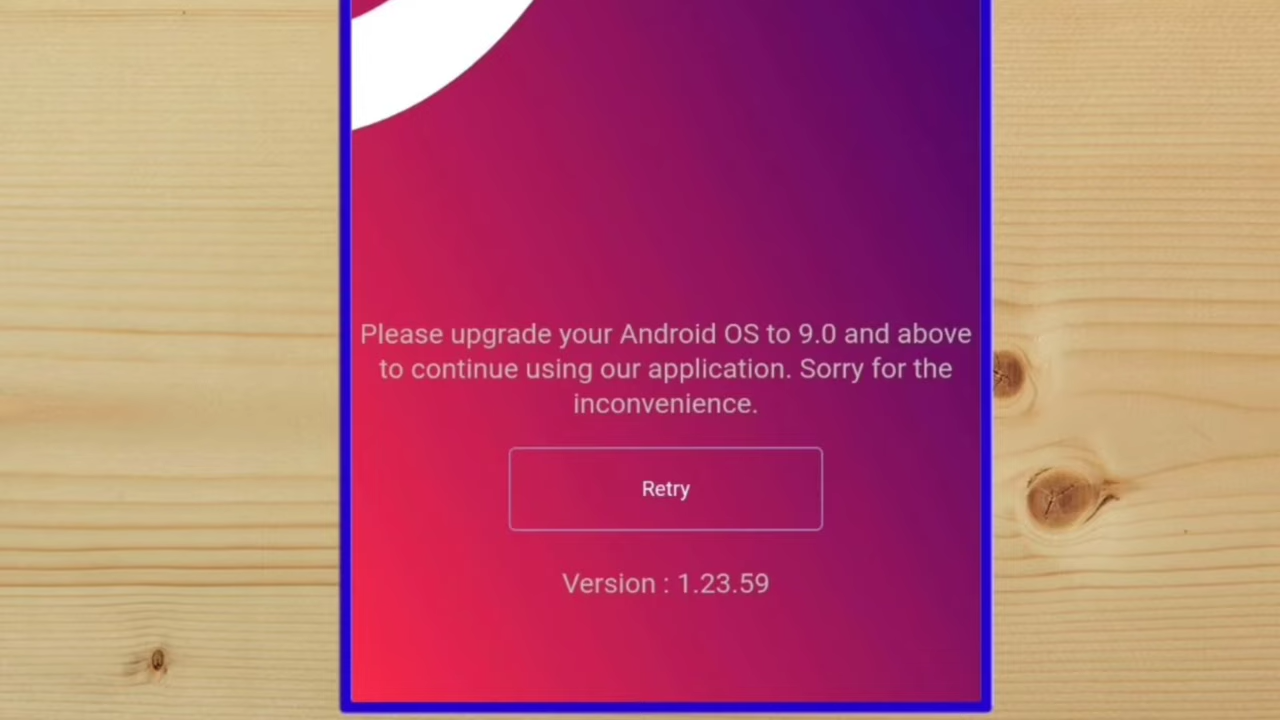 Please upgrade your Android OS to 9.0 and above
to continue using our application. Sorry for the
inconvenience.
Retry
Version : 1.23.59